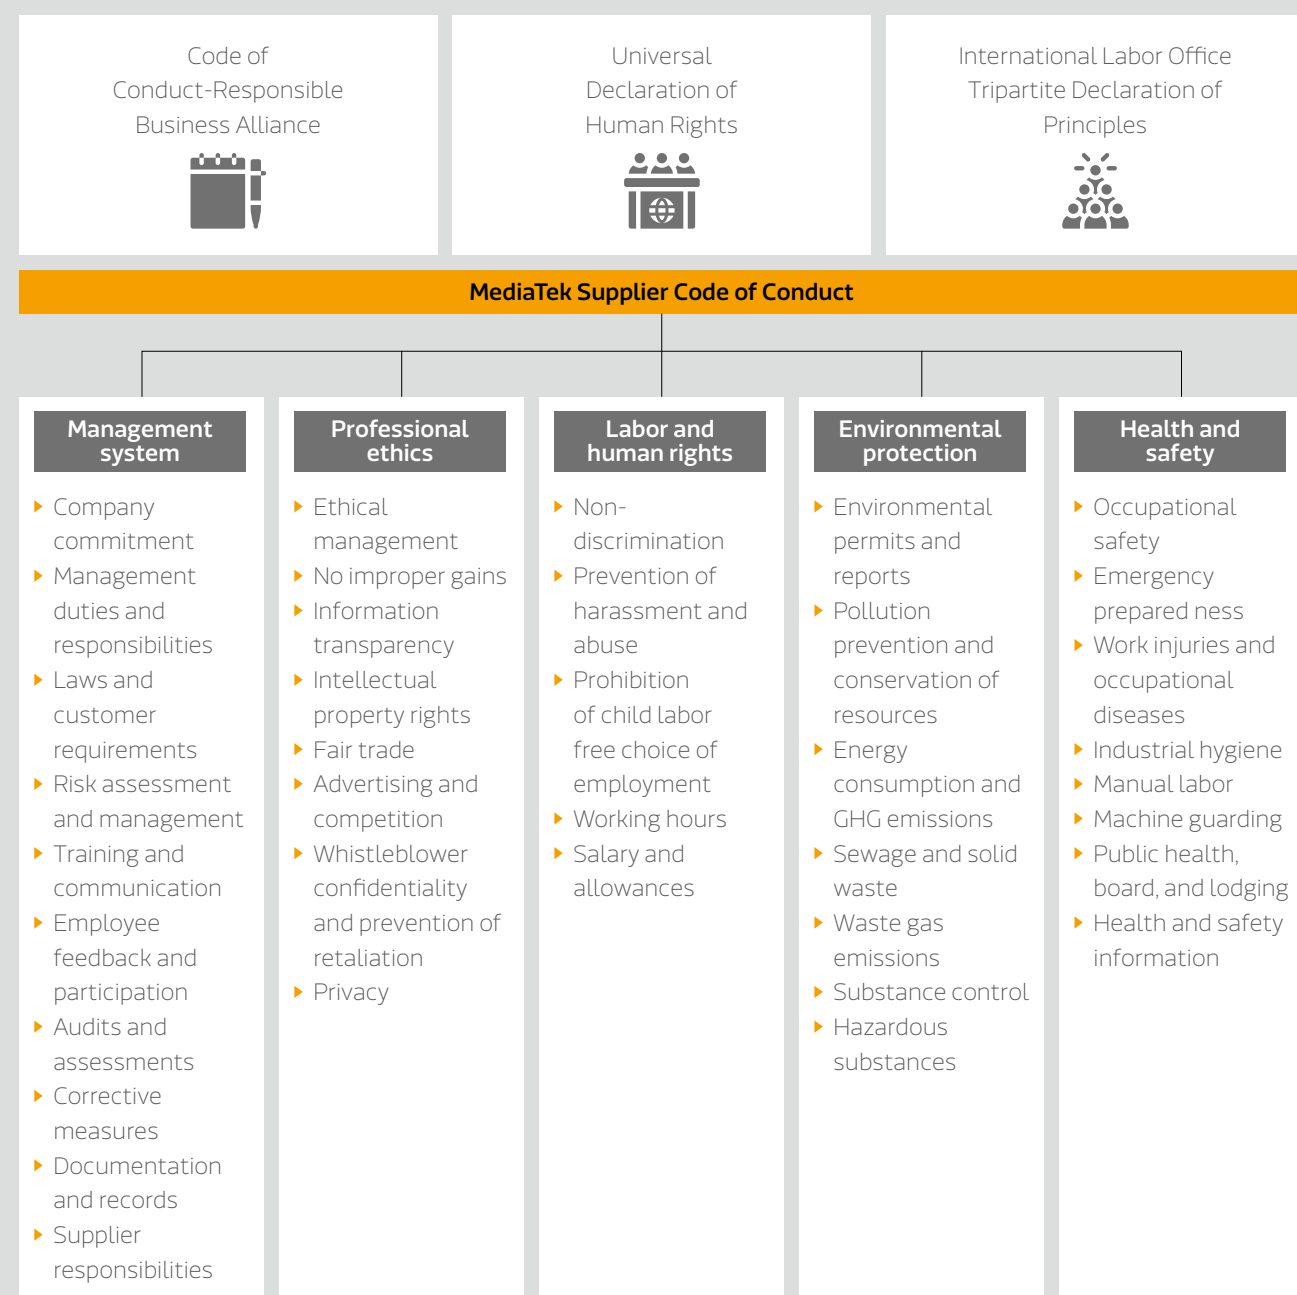 Code of
Conduct-Responsible
Business Alliance
Universal
Declaration of
Human Rights
International Labor Office
Tripartite Declaration of
Principles
MediaTek Supplier Code of Conduct
Management
system
Company
commitment
Management
duties and
responsibilities
Laws and
customer
requirements
Risk assessment
and management
Training and
communication
Employee
feedback and
participation
Audits and
assessments
Corrective
measures
Documentation
and records
Supplier
responsibilities
Professional
ethics
Ethical
management
No improper gains
Information
transparency
Intellectual
property rights
Fair trade
Advertising and
competition
Whistleblower
confidentiality
and prevention of
retaliation
Privacy
Labor and
human rights
Non-
discrimination
Prevention of
harassment and
abuse
Prohibition
of child labor
free choice of
employment
Working hours
Salary and
allowances
Environmental
protection
Environmental
permits and
reports
Pollution
prevention and
conservation of
resources
Energy
consumption and
GHG emissions
Sewage and solid
waste
Waste gas
emissions
Substance control
Hazardous
substances
Health and
safety
Occupational
safety
Emergency
prepared ness
Work injuries and
occupational
diseases
Industrial hygiene
Manual labor
Machine guarding
Public health,
board, and lodging
Health and safety
information